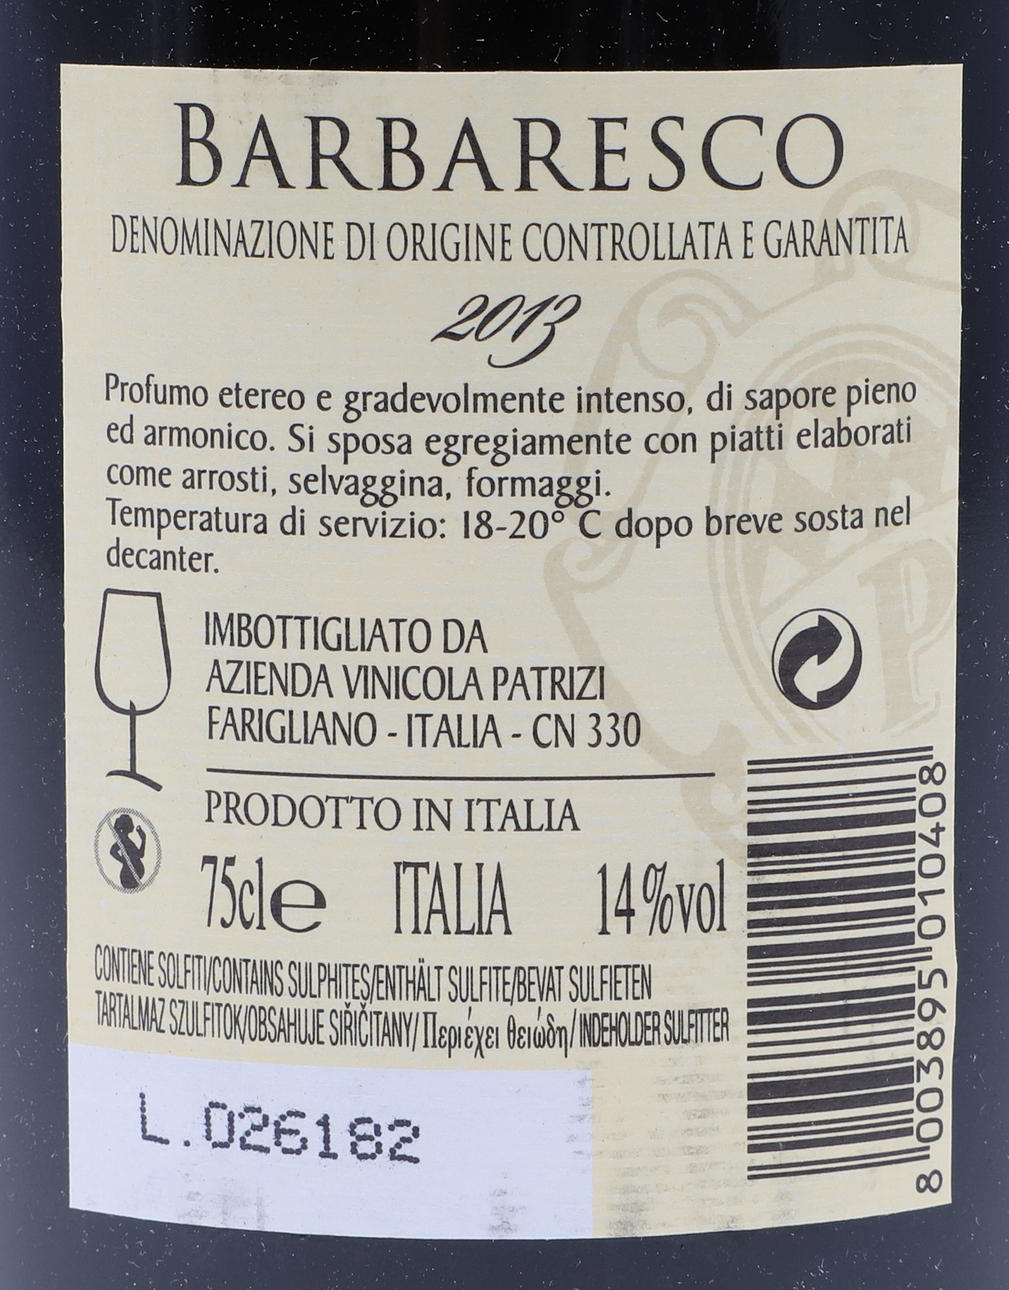 BARBARESCO
DENOMINAZIONE DI ORIGINE CONTROLLATA E GARANTITA
2013
Profumo etereo e gradevolmente intenso, di sapore pieno
ed armonico. Si sposa egregiamente con piatti elaborati
come arrosti, selvaggina, formaggi.
Temperatura di servizio: 18-20° C dopo breve sosta nel
decanter.
IMBOTTIGLIATO DA
AZIENDA VINICOLA PATRIZI
FARIGLIANO - ITALIA - CN 330
PRODOTTO IN ITALIA
75cl e ITALIA 14%vol
CONTIENE SOLFITI/CONTAINS SULPHITES/ENTHÄLT SULFITE/BEVAT SULFIETEN
TARTALMAZ SZULFITOK/OBSAHUJE SIŘIČITANY/Περιέχει θειώδη/INDEHOLDER SULFITTER
L.026182
8 003895 010408